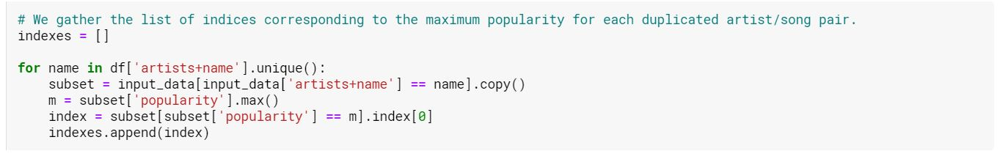 # We gather the list of indices corresponding to the maximum popularity for each duplicated artist/song pair.
indexes = []
for name in df['artists+name'].unique():
    subset = input_data[input_data['artists+name'] == name].copy()
    m = subset['popularity'].max()
    index = subset[subset['popularity'] == m].index[0]
    indexes.append(index)